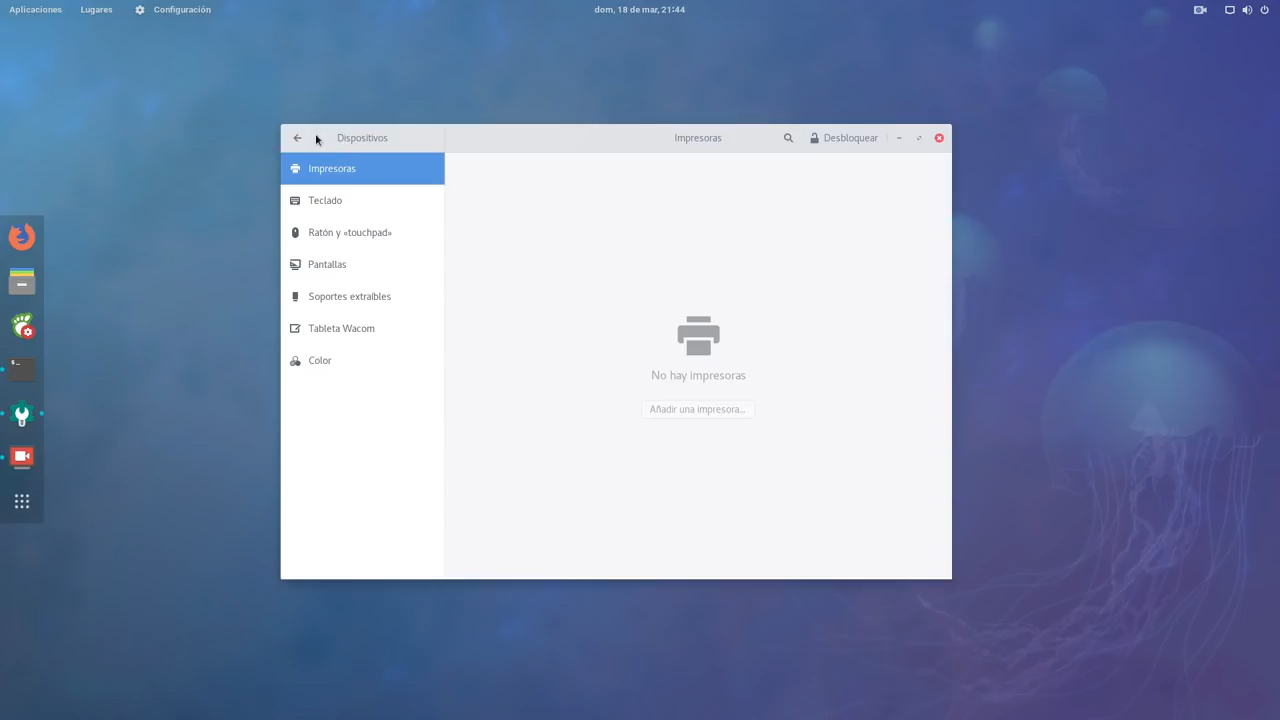 Aplicaciones Lugares Configuración dom, 18 de mar, 21:44
Dispositivos Impresoras Desbloquear
Impresoras
Teclado
Ratón y «touchpad»
Pantallas
Soportes extraíbles
Tableta Wacom
Color
No hay impresoras
Añadir una impresora…